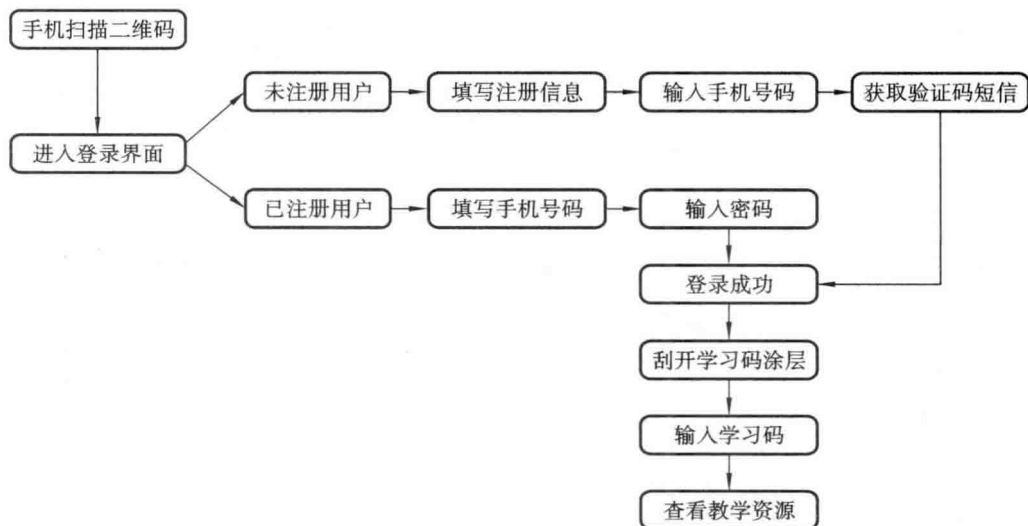 手机扫描二维码
未注册用户
填写注册信息
输入手机号码
获取验证码短信
进入登录界面
已注册用户
填写手机号码
输入密码
登录成功
刮开学习码涂层
输入学习码
查看教学资源